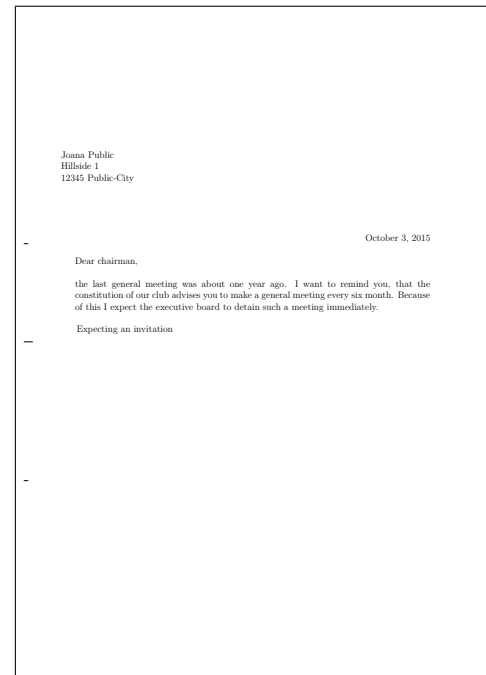 Joana Public
Hillside 1
12345 Public-City
October 3, 2015
Dear chairman,
the last general meeting was about one year ago. I want to remind you, that the
constitution of our club advises you to make a general meeting every six month. Because
of this I expect the executive board to detain such a meeting immediately.
Expecting an invitation